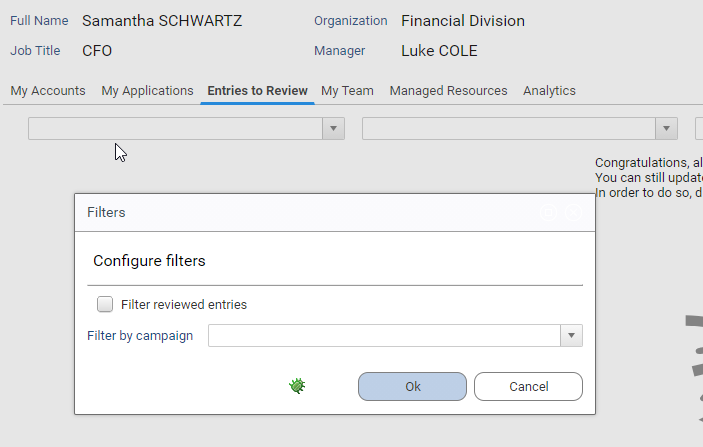 Full Name Samantha SCHWARTZ Organization Financial Division
Job Title CFO Manager Luke COLE
My Accounts My Applications Entries to Review My Team Managed Resources Analytics
Congratulations, al
You can still updat
In order to do so, d
Filters
Configure filters
Filter reviewed entries
Filter by campaign
Ok Cancel